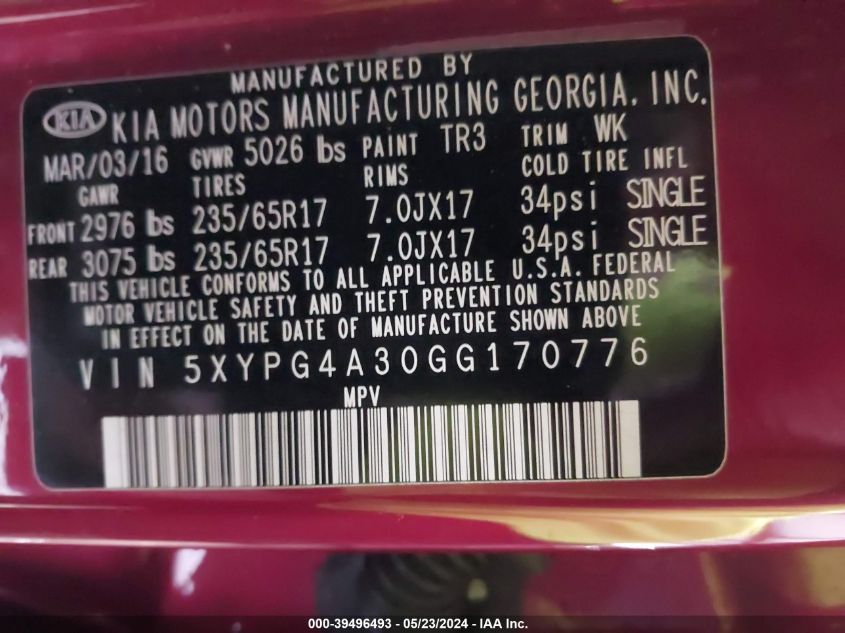 MANUFACTURED BY
KIA KIA MOTORS MANUFACTURING GEORGIA, INC.
MAR/03/16 GVWR 5026 lbs PAINT TR3 TRIM WK
GAWR TIRES RIMS COLD TIRE INFL
FRONT 2976 lbs 235/65R17 7.0JX17 34psi SINGLE
REAR 3075 lbs 235/65R17 7.0JX17 34psi SINGLE
THIS VEHICLE CONFORMS TO ALL APPLICABLE U.S.A. FEDERAL
MOTOR VEHICLE SAFETY AND THEFT PREVENTION STANDARDS
IN EFFECT ON THE DATE OF MANUFACTURE SHOWN ABOVE
VIN 5XYPG4A30GG170776
MPV
000-39496493 - 05/23/2024 - IAA Inc.